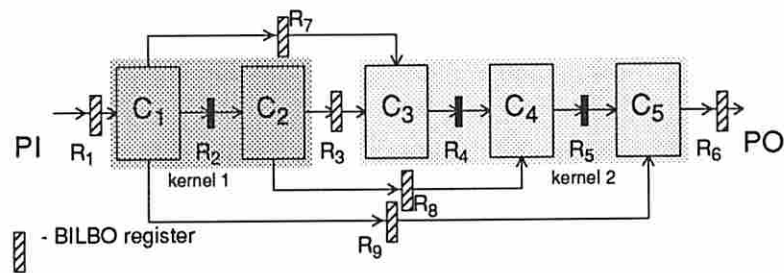 R7
C1
C2
C3
C4
C5
PI
R1
R2
R3
R4
R5
R6
PO
kernel 1
kernel 2
R8
R9
- BILBO register